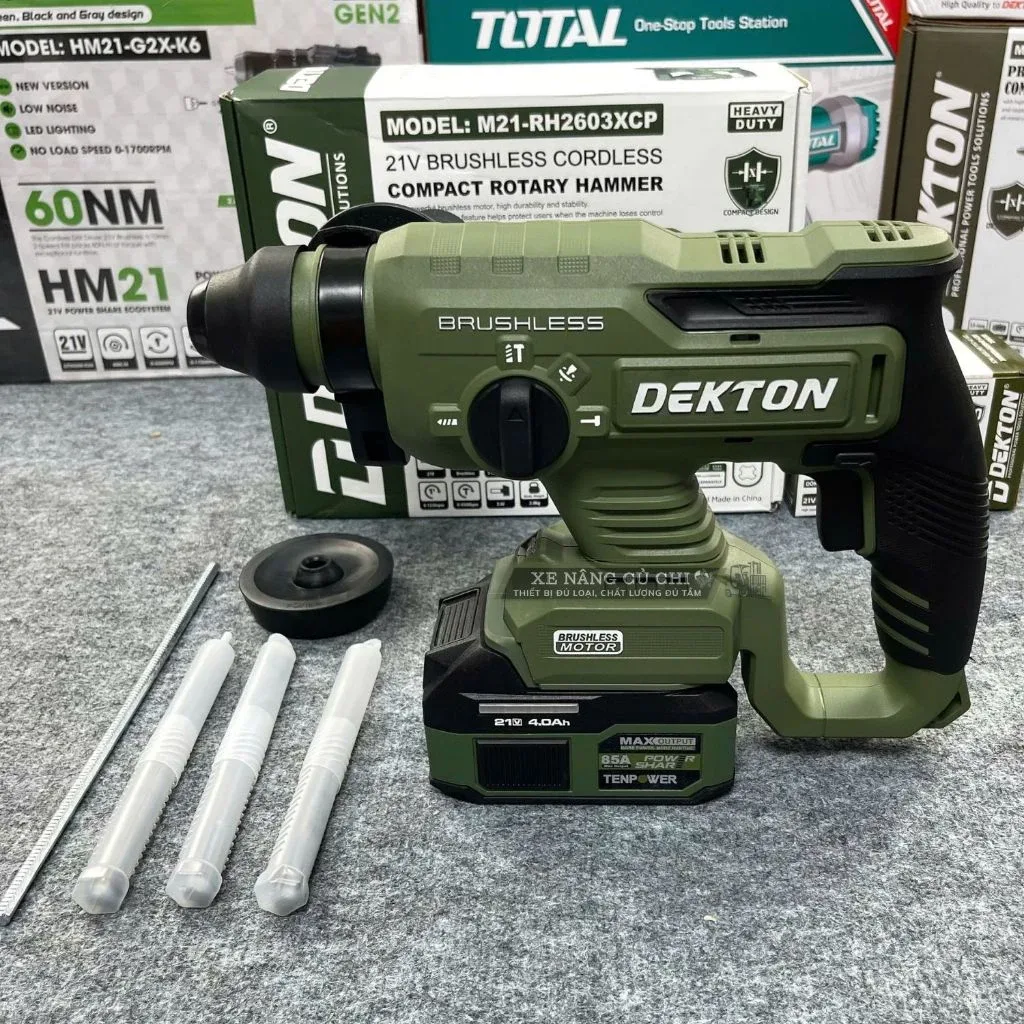 een, Black and Gray design
GEN2
MODEL: HM21-G2X-K6
NEW VERSION
LOW NOISE
LED LIGHTING
NO LOAD SPEED 0-1700RPM
60NM
HM21
21V POWER SHARE ECOSYSTEM
21V
TOTAL
One-Stop Tools Station
TOTAL
TOTAL
High Quality to DEKT
DEKTON
PROFESSIONAL POWER TOOLS SOLUTIONS
MODEL: M21-RH2603XCP
HEAVY
DUTY
21V BRUSHLESS CORDLESS
COMPACT ROTARY HAMMER
powerful brushless motor, high durability and stability.
feature helps protect users when the machine loses control
COMPACT DESIGN
Made in China
BRUSHLESS
T
DEKTON
DEKTON
XE NÂNG CỦ CHI
THIẾT BỊ ĐỦ LOẠI, CHẤT LƯỢNG ĐỦ TẦM
BRUSHLESS
MOTOR
21V 4.0Ah
MAX OUTPUT
85A
POWER
SHARE
TENPOWER